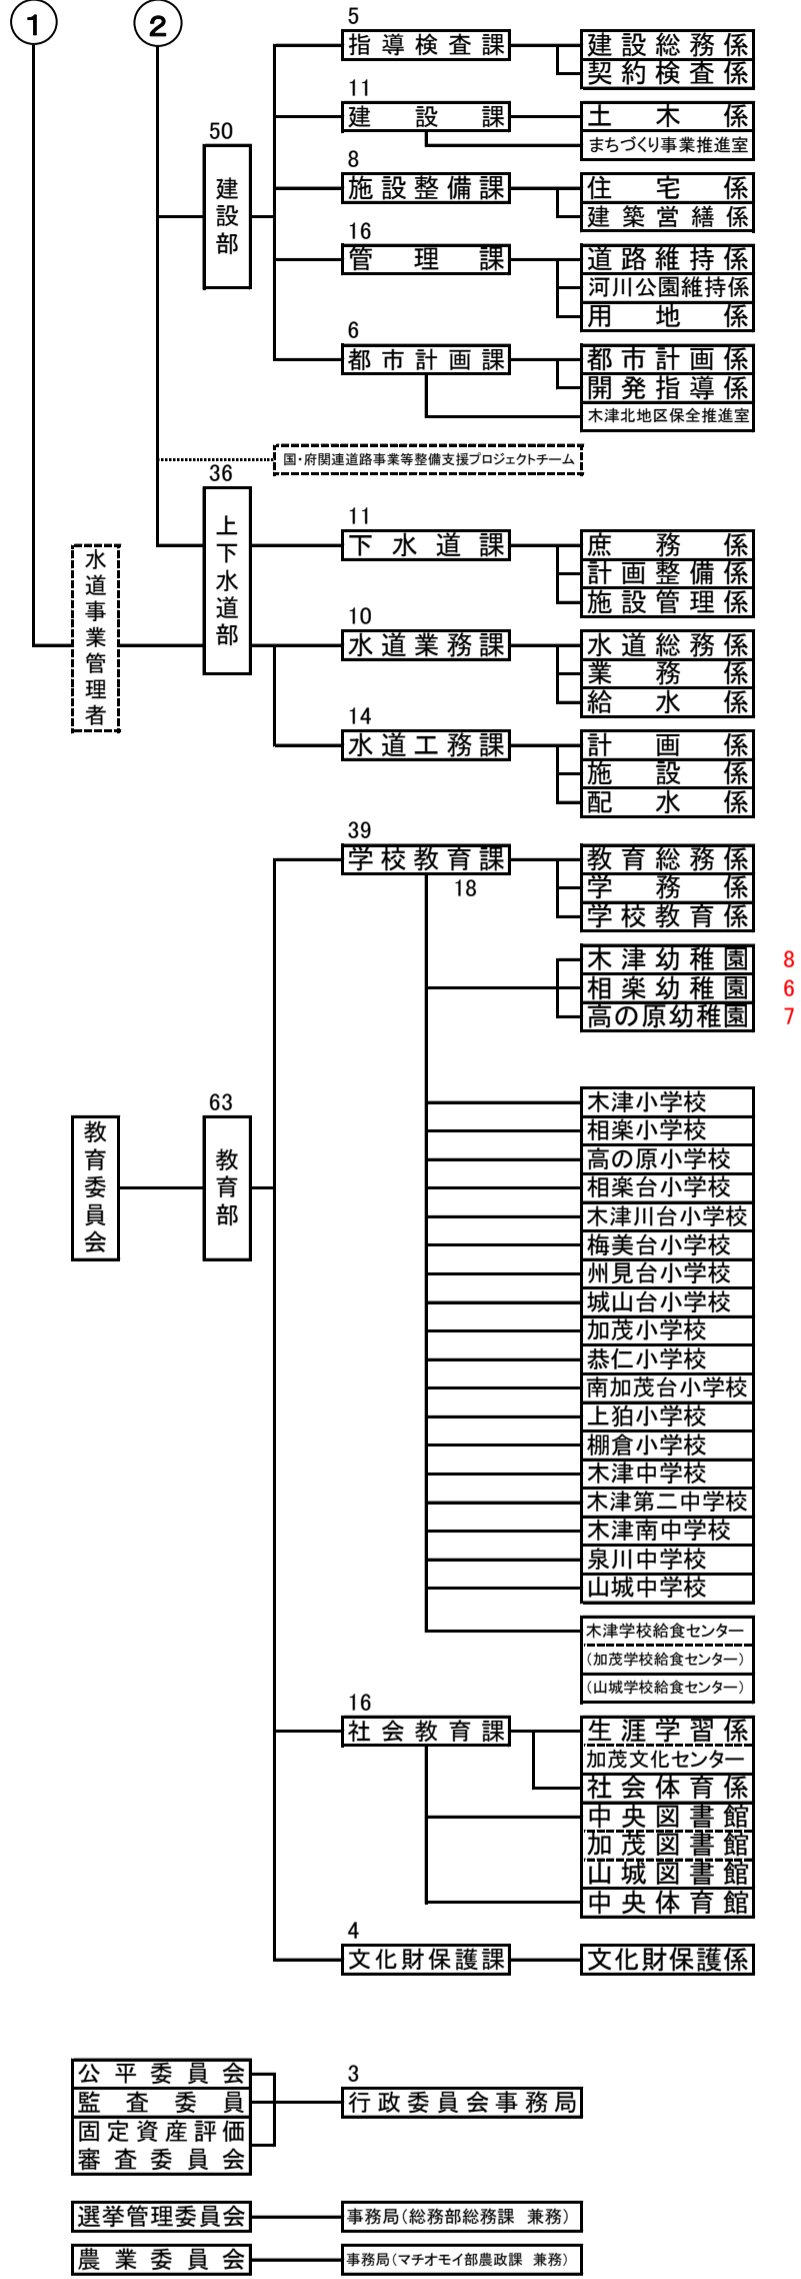 1
2
5
指導検査課
建設総務係
契約検査係
11
建設課
土木係
まちづくり事業推進室
50
建設部
8
施設整備課
住宅係
建築営繕係
16
管理課
道路維持係
河川公園維持係
用地係
6
都市計画課
都市計画係
開発指導係
木津北地区保全推進室
国・府関連道路事業等整備支援プロジェクトチーム
36
上下水道部
水道事業管理者
11
下水道課
庶務係
計画整備係
施設管理係
10
水道業務課
水道総務係
業務係
給水係
14
水道工務課
計画係
施設係
配水係
39
学校教育課
18
教育総務係
学務係
学校教育係
木津幼稚園 8
相楽幼稚園 6
高の原幼稚園 7
63
教育委員会
教育部
木津小学校
相楽小学校
高の原小学校
相楽台小学校
木津川台小学校
梅美台小学校
州見台小学校
城山台小学校
加茂小学校
恭仁小学校
南加茂台小学校
上狛小学校
棚倉小学校
木津中学校
木津第二中学校
木津南中学校
泉川中学校
山城中学校
木津学校給食センター
(加茂学校給食センター)
(山城学校給食センター)
16
社会教育課
生涯学習係
加茂文化センター
社会体育係
中央図書館
加茂図書館
山城図書館
中央体育館
4
文化財保護課
文化財保護係
公平委員会
監査委員
固定資産評価
審査委員会
3
行政委員会事務局
選挙管理委員会
事務局(総務部総務課 兼務)
農業委員会
事務局(マチオモイ部農政課 兼務)